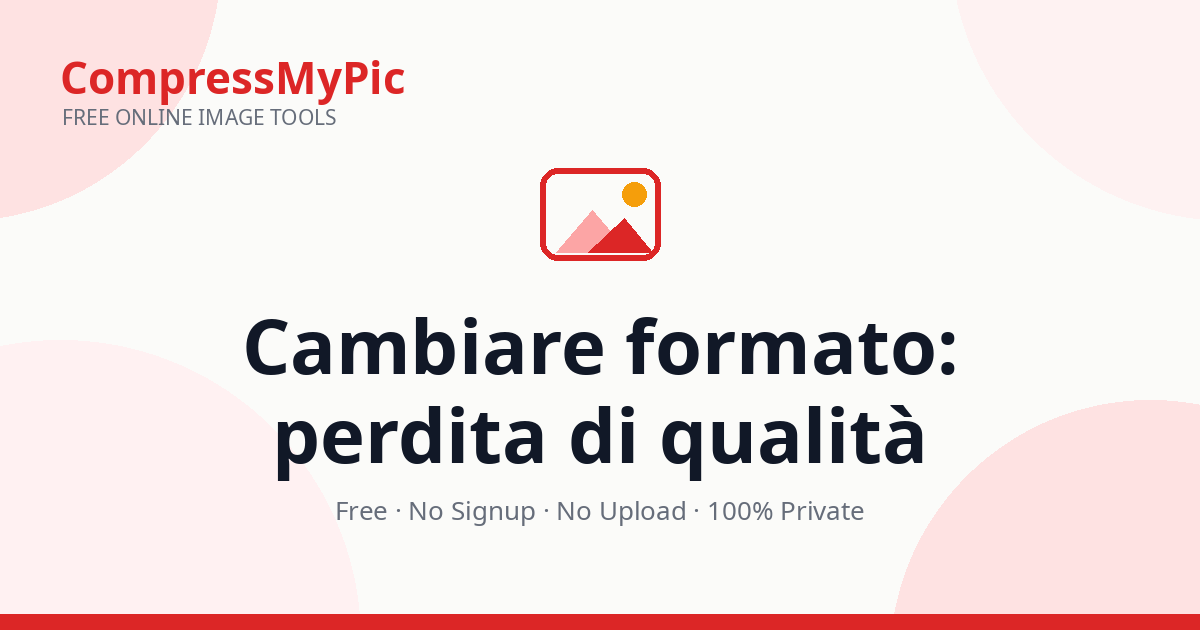 CompressMyPic
FREE ONLINE IMAGE TOOLS
Cambiare formato:
perdita di qualità
Free · No Signup · No Upload · 100% Private